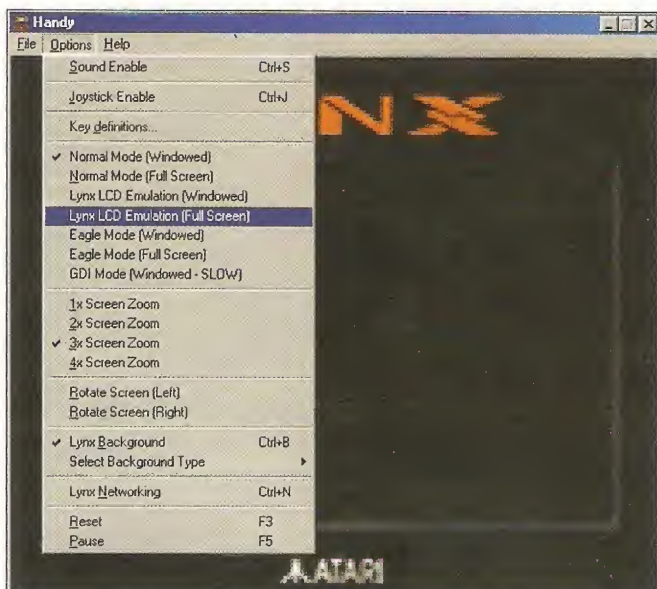 Handy
File Options Help
Sound Enable Ctrl+S
Joystick Enable Ctrl+J
Key definitions...
Normal Mode (Windowed)
Normal Mode (Full Screen)
Lynx LCD Emulation (Windowed)
Lynx LCD Emulation (Full Screen)
Eagle Mode (Windowed)
Eagle Mode (Full Screen)
GDI Mode (Windowed - SLOW)
1x Screen Zoom
2x Screen Zoom
3x Screen Zoom
4x Screen Zoom
Rotate Screen (Left)
Rotate Screen (Right)
Lynx Background Ctrl+B
Select Background Type
Lynx Networking Ctrl+N
Reset F3
Pause F5
NX
ATARI